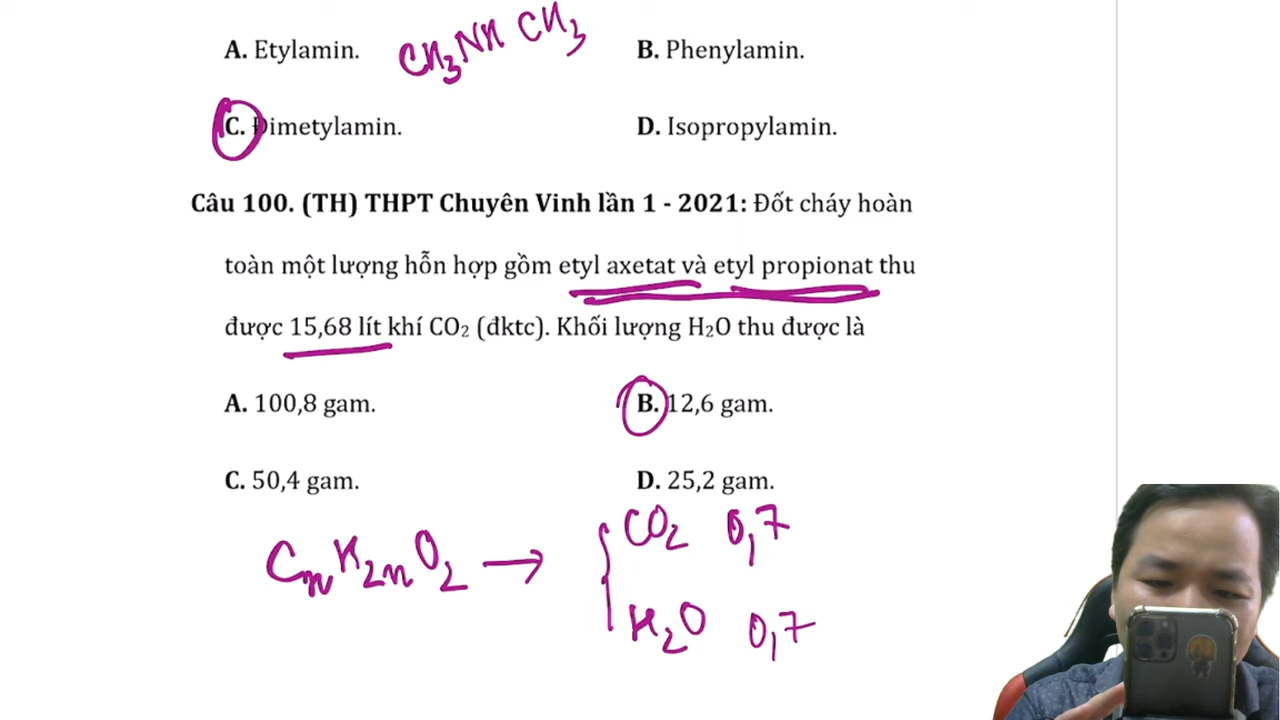 A. Etylamin. CH3NH CH3 B. Phenylamin.
C. Đimetylamin. D. Isopropylamin.
Câu 100. (TH) THPT Chuyên Vinh lần 1 - 2021: Đốt cháy hoàn
toàn một lượng hỗn hợp gồm etyl axetat và etyl propionat thu
được 15,68 lít khí CO₂ (đktc). Khối lượng H₂O thu được là
A. 100,8 gam. B. 12,6 gam.
C. 50,4 gam. D. 25,2 gam.
CnH2nO2 → { CO2 0,7
H2O 0,7